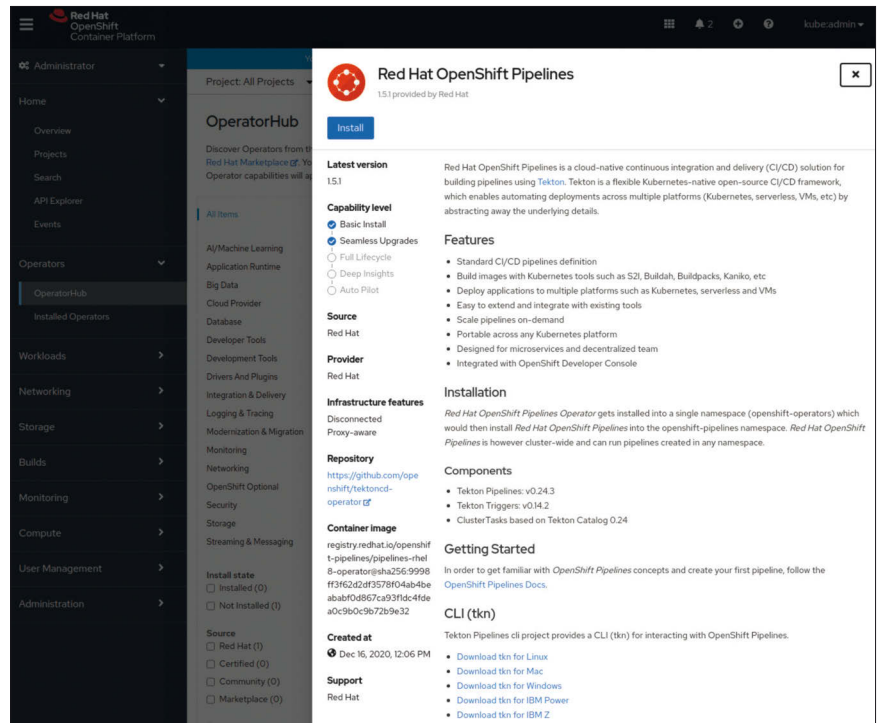 Red Hat
OpenShift
Container Platform
2
kube:admin
Administrator
Home
Overview
Projects
Search
API Explorer
Events
Operators
OperatorHub
Installed Operators
Workloads
Networking
Storage
Builds
Monitoring
Compute
User Management
Administration
Project: All Projects
OperatorHub
Discover Operators from
Red Hat Marketplace
Operator capabilities will
All Items
AI/Machine Learning
Application Runtime
Big Data
Cloud Provider
Database
Developer Tools
Development Tools
Drivers And Plugins
Integration & Delivery
Logging & Tracing
Modernization & Migration
Monitoring
Networking
OpenShift Optional
Security
Storage
Streaming & Messaging
Install state
Installed (0)
Not Installed (1)
Source
Red Hat (1)
Certified (0)
Community (0)
Marketplace (0)
Red Hat OpenShift Pipelines
1.5.1 provided by Red Hat
Install
Latest version
1.5.1
Capability level
Basic Install
Seamless Upgrades
Full Lifecycle
Deep Insights
Auto Pilot
Source
Red Hat
Provider
Red Hat
Infrastructure features
Disconnected
Proxy-aware
Repository
https://github.com/ope
nshift/tektoncd-
operator
Container image
registry.redhat.io/openshif
t-pipelines/pipelines-rhel
8-operator@sha256:9998
ff3f62d2df3578f04ab4be
ababf0d867ca93f1dc4fde
a0c9b0c9b72b9e32
Created at
Dec 16, 2020, 12:06 PM
Support
Red Hat
Red Hat OpenShift Pipelines is a cloud-native continuous integration and delivery (CI/CD) solution for
building pipelines using Tekton. Tekton is a flexible Kubernetes-native open-source CI/CD framework,
which enables automating deployments across multiple platforms (Kubernetes, serverless, VMs, etc) by
abstracting away the underlying details.
Features
• Standard CI/CD pipelines definition
• Build images with Kubernetes tools such as S2I, Buildah, Buildpacks, Kaniko, etc
• Deploy applications to multiple platforms such as Kubernetes, serverless and VMs
• Easy to extend and integrate with existing tools
• Scale pipelines on-demand
• Portable across any Kubernetes platform
• Designed for microservices and decentralized team
• Integrated with OpenShift Developer Console
Installation
Red Hat OpenShift Pipelines Operator gets installed into a single namespace (openshift-operators) which
would then install Red Hat OpenShift Pipelines into the openshift-pipelines namespace. Red Hat OpenShift
Pipelines is however cluster-wide and can run pipelines created in any namespace.
Components
• Tekton Pipelines: v0.24.3
• Tekton Triggers: v0.14.2
• ClusterTasks based on Tekton Catalog 0.24
Getting Started
In order to get familiar with OpenShift Pipelines concepts and create your first pipeline, follow the
OpenShift Pipelines Docs.
CLI (tkn)
Tekton Pipelines cli project provides a CLI (tkn) for interacting with OpenShift Pipelines.
• Download tkn for Linux
• Download tkn for Mac
• Download tkn for Windows
• Download tkn for IBM Power
• Download tkn for IBM Z